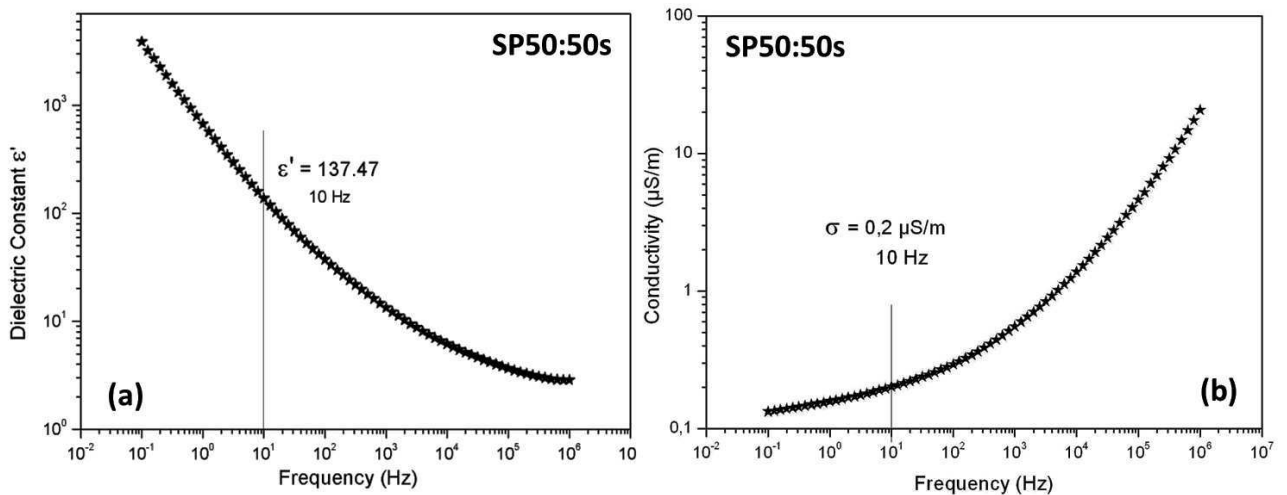 SP50:50s
Dielectric Constant ε'
10³
10²
10¹
10⁰
ε' = 137.47
10 Hz
(a)
10⁻² 10⁻¹ 10⁰ 10¹ 10² 10³ 10⁴ 10⁵ 10⁶ 10
Frequency (Hz)
SP50:50s
Conductivity (µS/m)
100
10
1
0,1
σ = 0,2 µS/m
10 Hz
(b)
10⁻² 10⁻¹ 10⁰ 10¹ 10² 10³ 10⁴ 10⁵ 10⁶ 10⁷
Frequency (Hz)